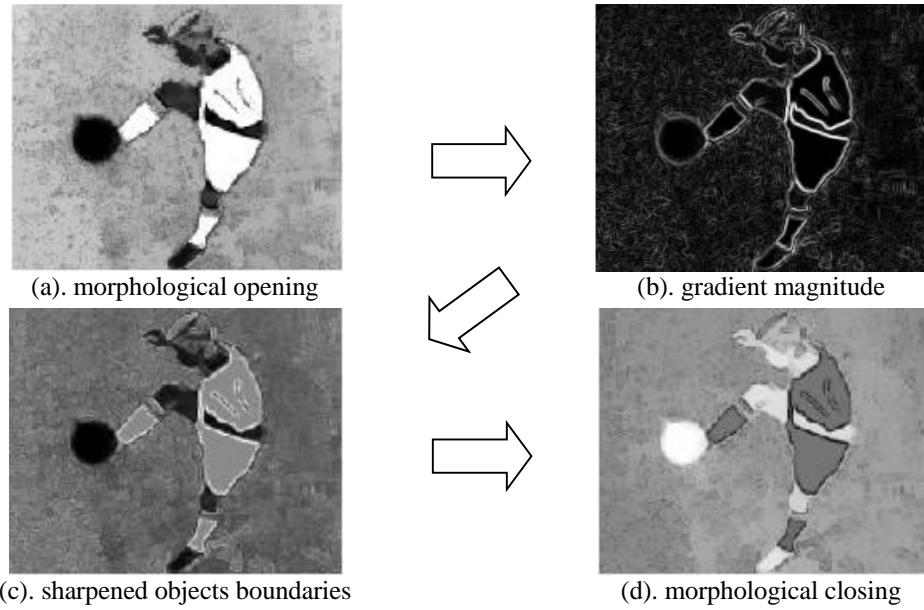 (a). morphological opening
(b). gradient magnitude
(c). sharpened objects boundaries
(d). morphological closing